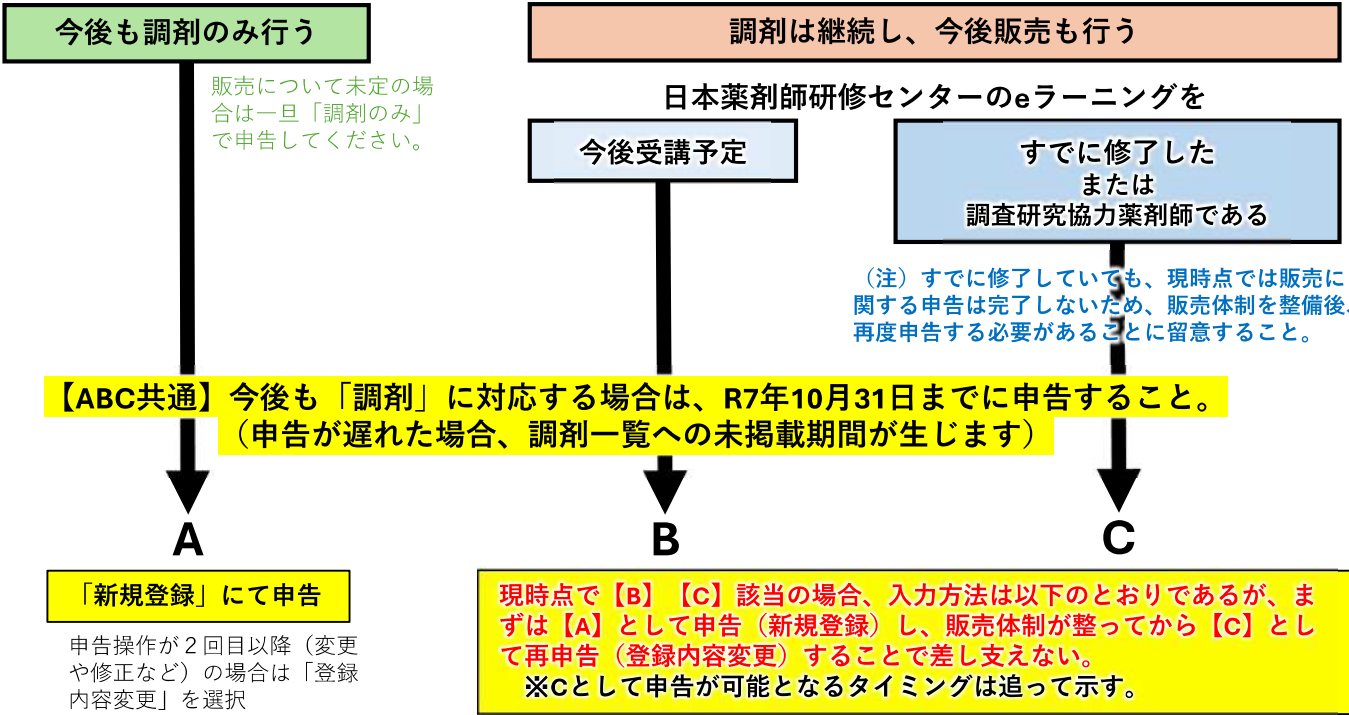 今後も調剤のみ行う
調剤は継続し、今後販売も行う
販売について未定の場
合は一旦「調剤のみ」
で申告してください。
日本薬剤師研修センターのeラーニングを
今後受講予定
すでに修了した
または
調査研究協力薬剤師である
（注）すでに修了していても、現時点では販売に
関する申告は完了しないため、販売体制を整備後、
再度申告する必要があることに留意すること。
【ABC共通】今後も「調剤」に対応する場合は、R7年10月31日までに申告すること。
（申告が遅れた場合、調剤一覧への未掲載期間が生じます）
A
B
C
「新規登録」にて申告
申告操作が２回目以降（変更
や修正など）の場合は「登録
内容変更」を選択
現時点で【B】【C】該当の場合、入力方法は以下のとおりであるが、ま
ずは【A】として申告（新規登録）し、販売体制が整ってから【C】とし
て再申告（登録内容変更）することで差し支えない。
※Cとして申告が可能となるタイミングは追って示す。